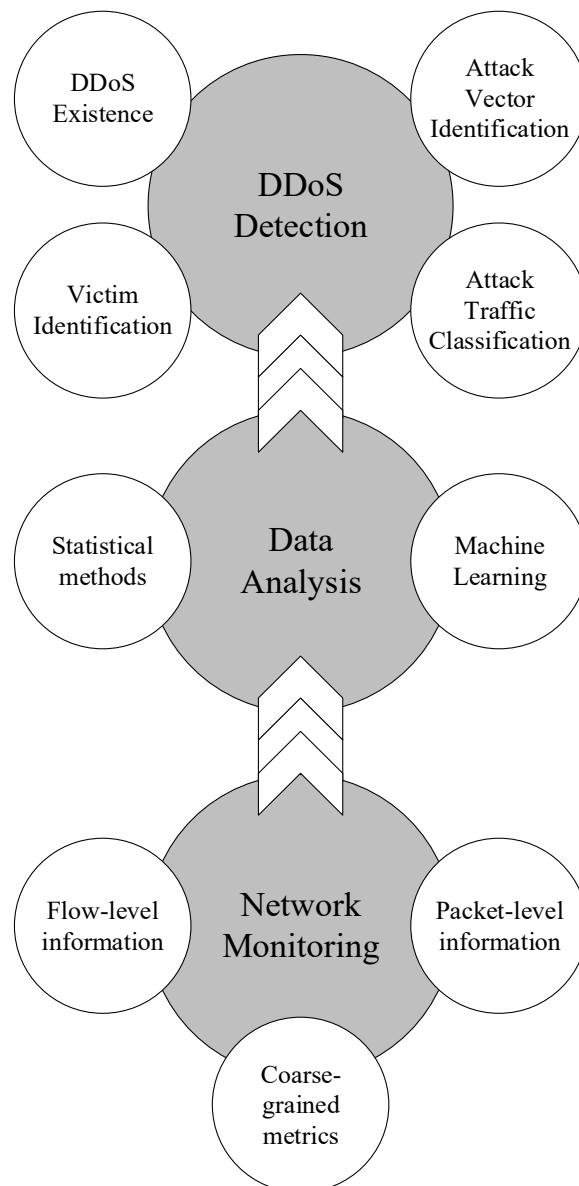 DDoS
Existence
Attack
Vector
Identification
DDoS
Detection
Victim
Identification
Attack
Traffic
Classification
Statistical
methods
Data
Analysis
Machine
Learning
Flow-level
information
Network
Monitoring
Packet-level
information
Coarse-
grained
metrics